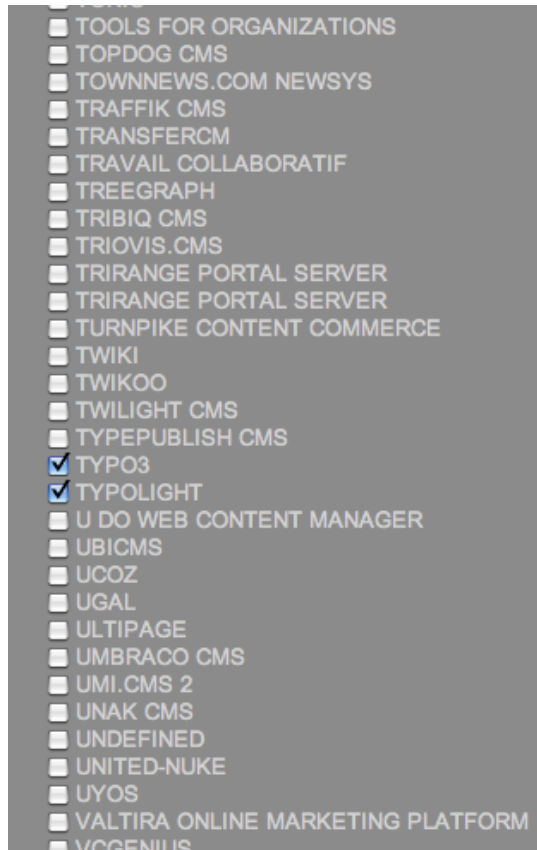 TOOLS FOR ORGANIZATIONS
TOPDOG CMS
TOWNNEWS.COM NEWSYS
TRAFFIK CMS
TRANSFERCM
TRAVAIL COLLABORATIF
TREEGRAPH
TRIBIQ CMS
TRIOVIS.CMS
TRIRANGE PORTAL SERVER
TRIRANGE PORTAL SERVER
TURNPIKE CONTENT COMMERCE
TWIKI
TWIKOO
TWILIGHT CMS
TYPEPUBLISH CMS
TYPO3
TYPOLIGHT
U DO WEB CONTENT MANAGER
UBICMS
UCOZ
UGAL
ULTIPAGE
UMBRACO CMS
UMI.CMS 2
UNAK CMS
UNDEFINED
UNITED-NUKE
UYOS
VALTIRA ONLINE MARKETING PLATFORM
VCGENIUS